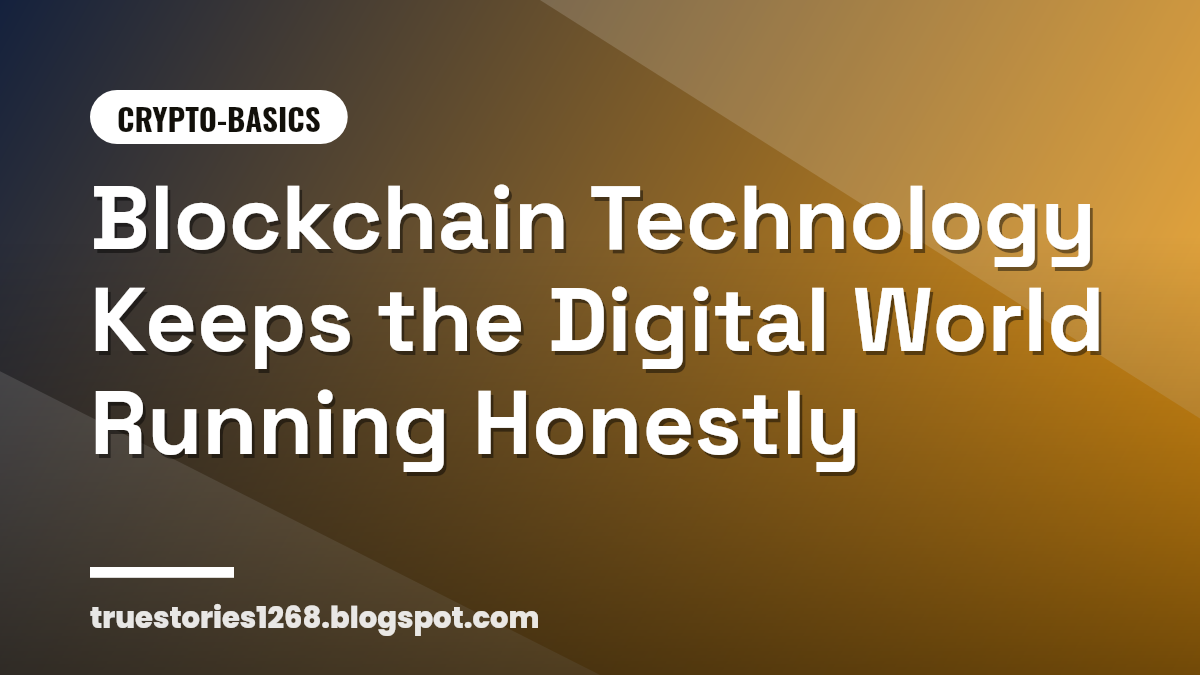 CRYPTO-BASICS
Blockchain Technology
Keeps the Digital World
Running Honestly
truestories1268.blogspot.com